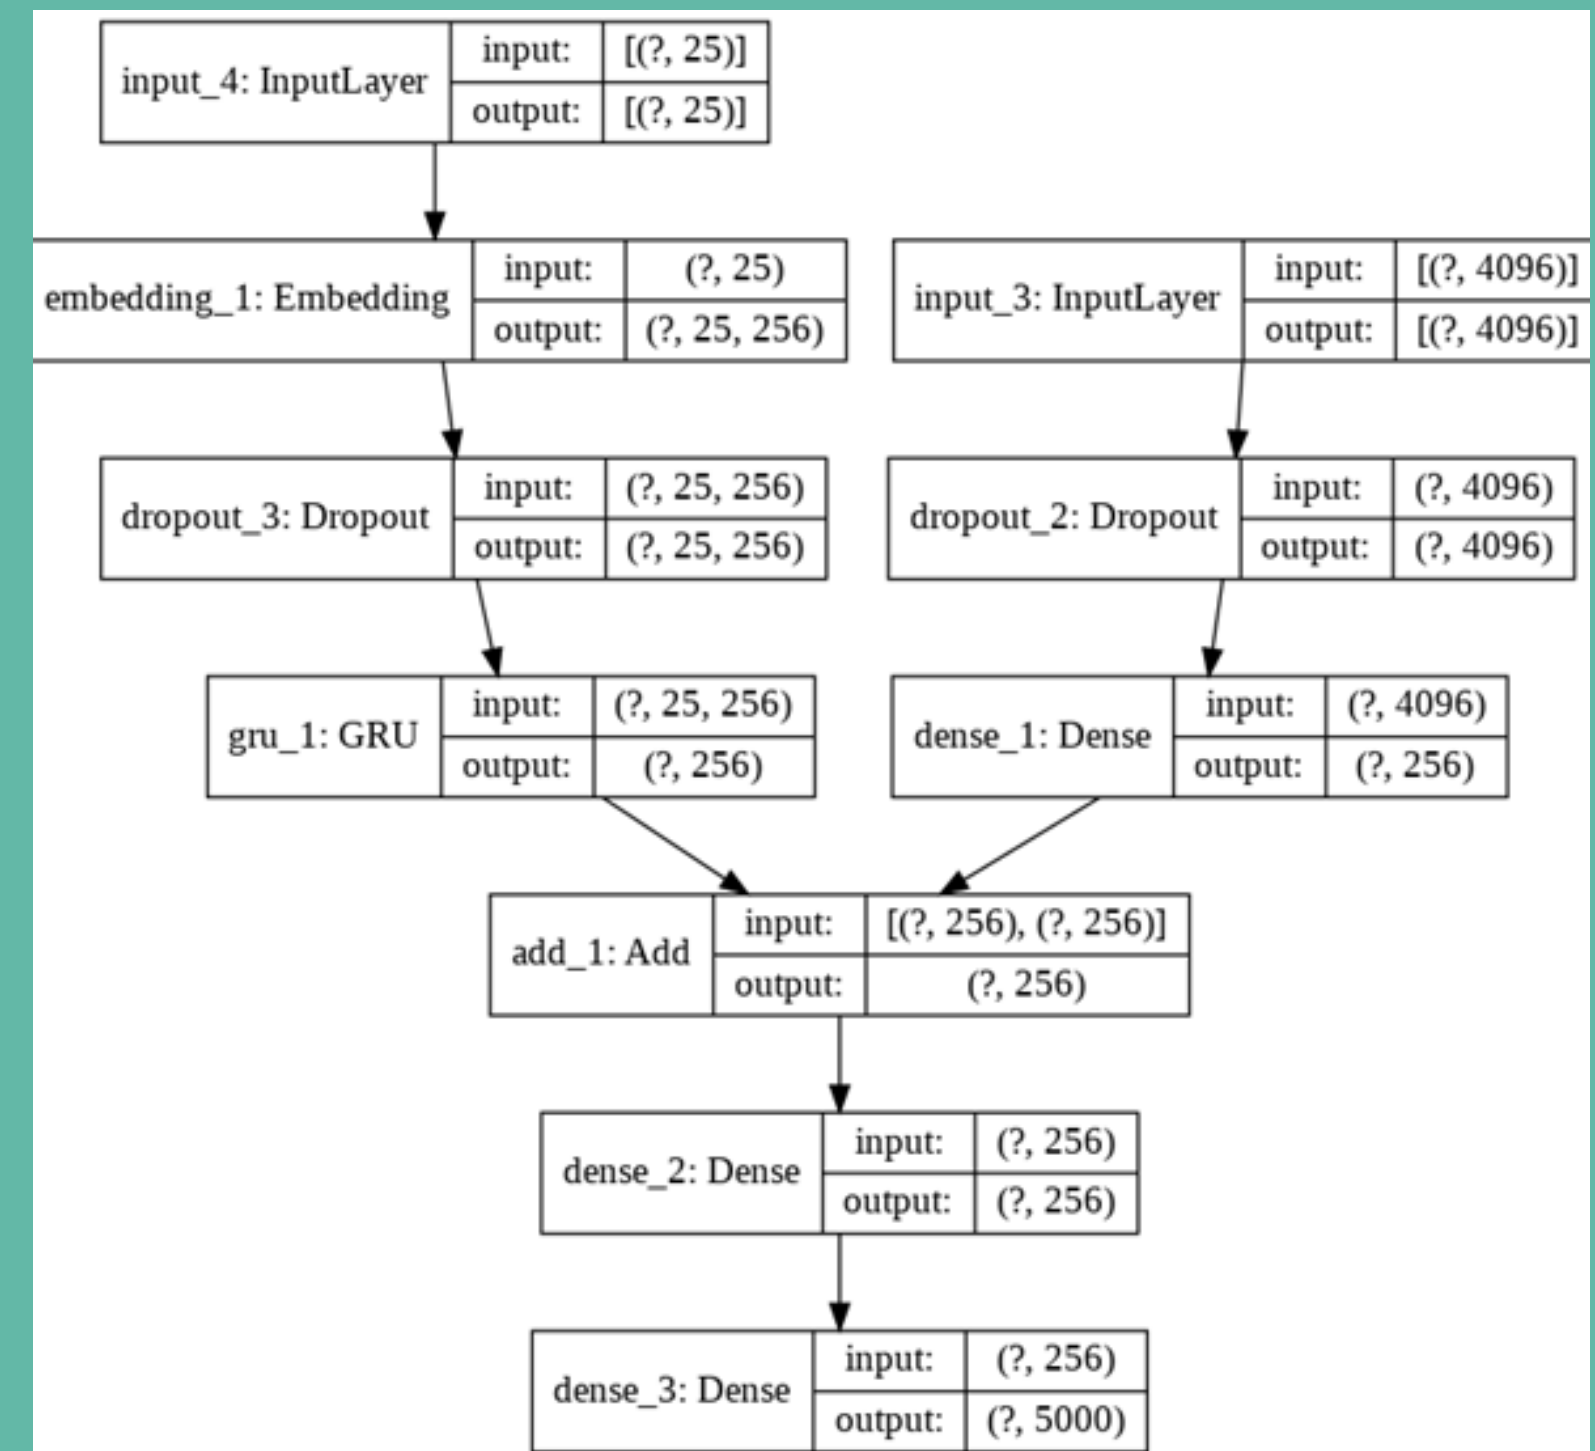 input_4: InputLayer
input: [(?, 25)]
output: [(?, 25)]
embedding_1: Embedding
input: (?, 25)
output: (?, 25, 256)
input_3: InputLayer
input: [(?, 4096)]
output: [(?, 4096)]
dropout_3: Dropout
input: (?, 25, 256)
output: (?, 25, 256)
dropout_2: Dropout
input: (?, 4096)
output: (?, 4096)
gru_1: GRU
input: (?, 25, 256)
output: (?, 256)
dense_1: Dense
input: (?, 4096)
output: (?, 256)
add_1: Add
input: [(?, 256), (?, 256)]
output: (?, 256)
dense_2: Dense
input: (?, 256)
output: (?, 256)
dense_3: Dense
input: (?, 256)
output: (?, 5000)